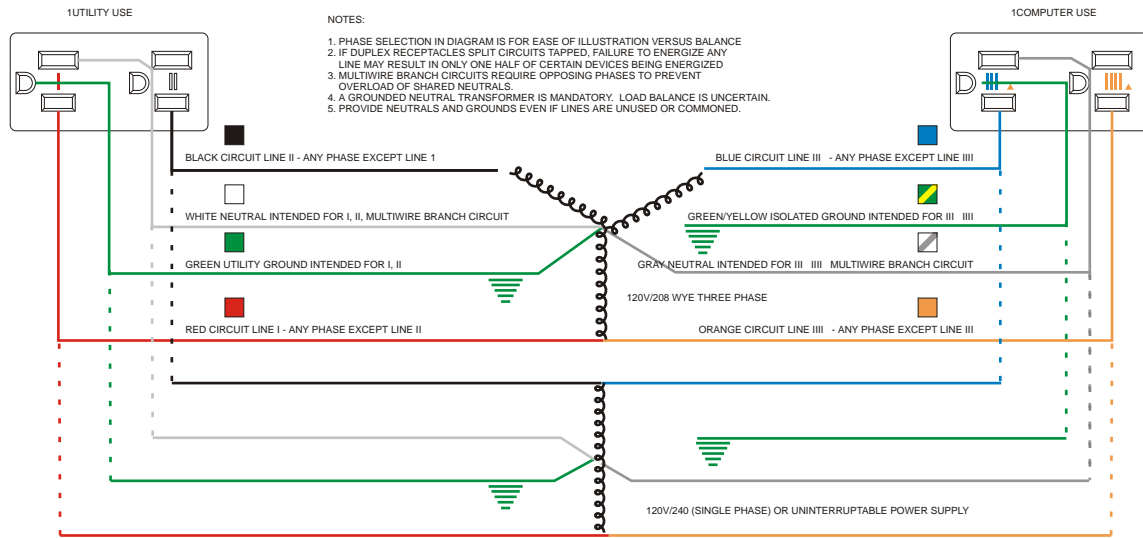 1UTILITY USE
1COMPUTER USE
NOTES:
1. PHASE SELECTION IN DIAGRAM IS FOR EASE OF ILLUSTRATION VERSUS BALANCE
2. IF DUPLEX RECEPTACLES SPLIT CIRCUITS TAPPED, FAILURE TO ENERGIZE ANY
LINE MAY RESULT IN ONLY ONE HALF OF CERTAIN DEVICES BEING ENERGIZED
3. MULTIWIRE BRANCH CIRCUITS REQUIRE OPPOSING PHASES TO PREVENT
OVERLOAD OF SHARED NEUTRALS.
4. A GROUNDED NEUTRAL TRANSFORMER IS MANDATORY. LOAD BALANCE IS UNCERTAIN.
5. PROVIDE NEUTRALS AND GROUNDS EVEN IF LINES ARE UNUSED OR COMMONED.
I
II
III
IIII
BLACK CIRCUIT LINE II - ANY PHASE EXCEPT LINE 1
BLUE CIRCUIT LINE III - ANY PHASE EXCEPT LINE IIII
WHITE NEUTRAL INTENDED FOR I, II, MULTIWIRE BRANCH CIRCUIT
GREEN/YELLOW ISOLATED GROUND INTENDED FOR III IIII
GREEN UTILITY GROUND INTENDED FOR I, II
GRAY NEUTRAL INTENDED FOR III IIII MULTIWIRE BRANCH CIRCUIT
120V/208 WYE THREE PHASE
RED CIRCUIT LINE I - ANY PHASE EXCEPT LINE II
ORANGE CIRCUIT LINE IIII - ANY PHASE EXCEPT LINE III
120V/240 (SINGLE PHASE) OR UNINTERRUPTABLE POWER SUPPLY